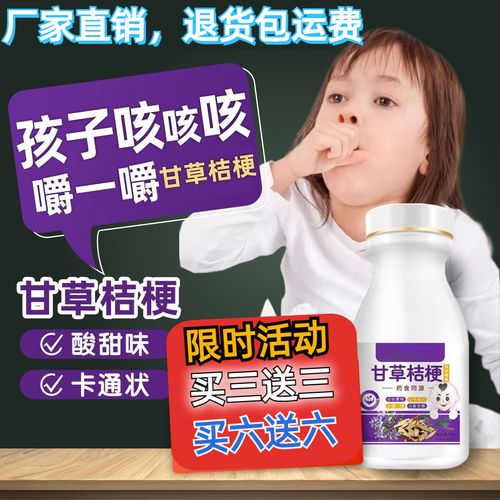 厂家直销，退货包运费
孩子咳咳咳
嚼一嚼甘草桔梗
甘草桔梗
酸甜味
卡通状
限时活动
买三送三
买六送六
甘草桔梗
药食同源